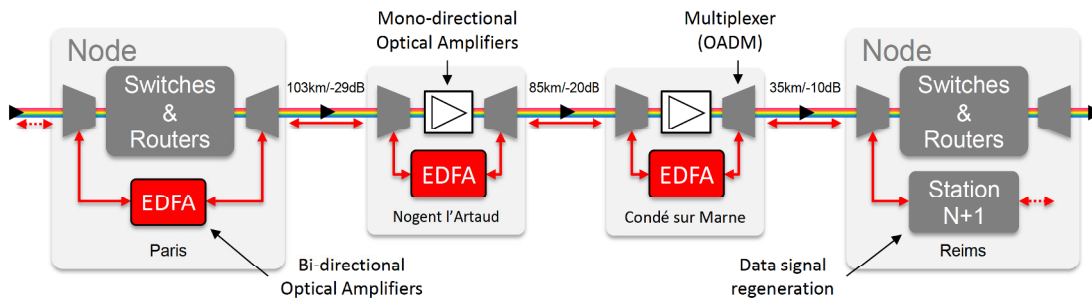 Mono-directional
Optical Amplifiers
Multiplexer
(OADM)
Node
Switches
&
Routers
EDFA
Paris
Bi-directional
Optical Amplifiers
103km/-29dB
EDFA
Nogent l’Artaud
85km/-20dB
EDFA
Condé sur Marne
35km/-10dB
Node
Switches
&
Routers
Station
N+1
Reims
Data signal
regeneration